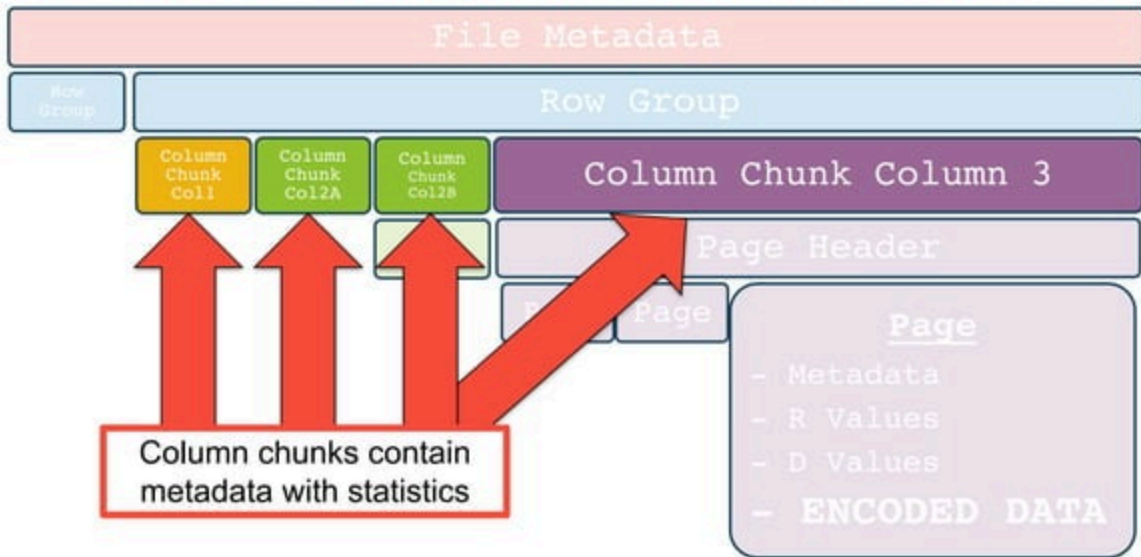 File Metadata
Row
Group
Row Group
Column
Chunk
Col1
Column
Chunk
Col2A
Column
Chunk
Col2B
Column Chunk Column 3
Page Header
Page
Page
- Metadata
- R Values
- D Values
- ENCODED DATA
Column chunks contain
metadata with statistics